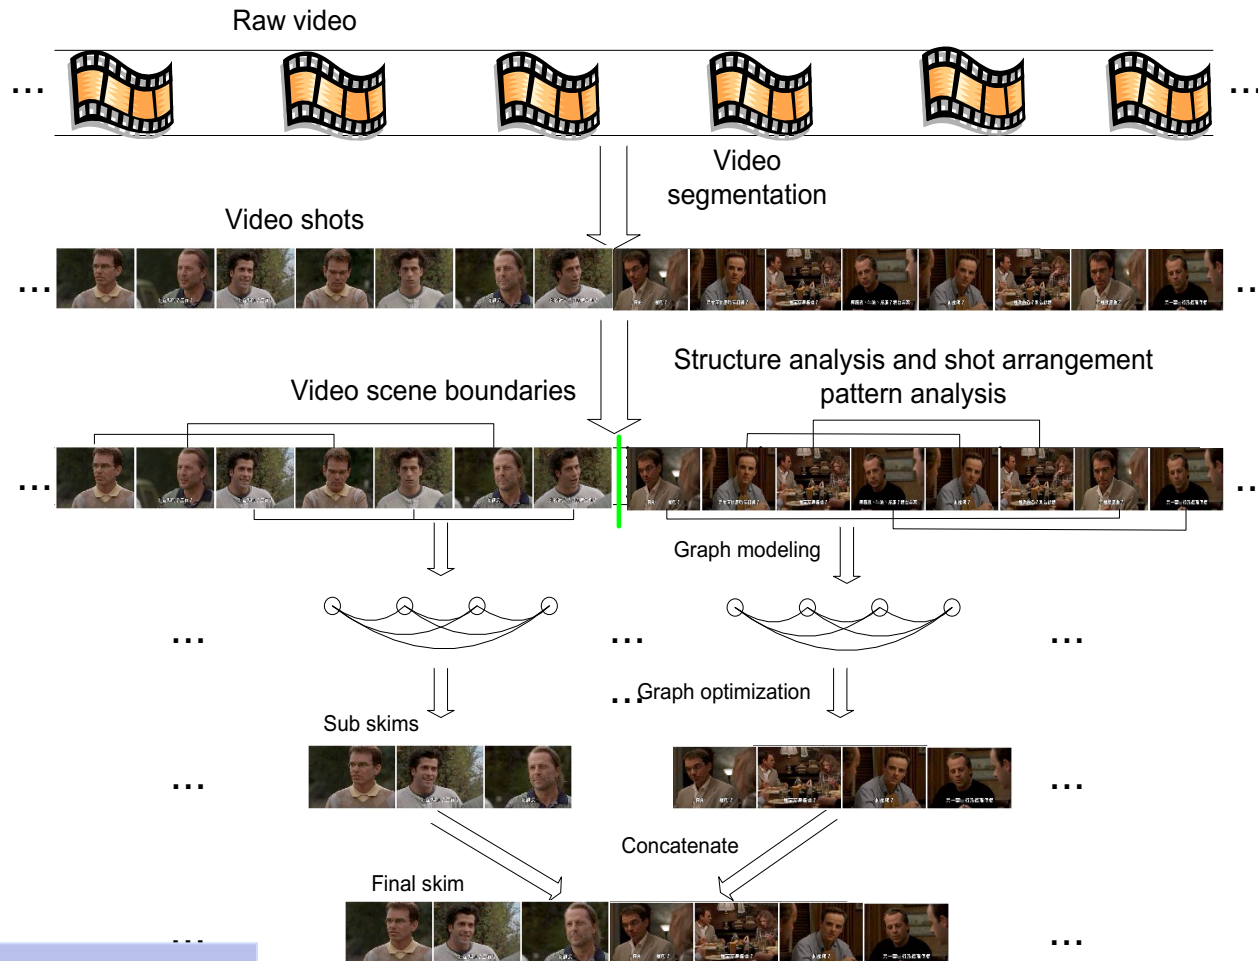 Raw video
...
...
Video
segmentation
Video shots
...
...
Structure analysis and shot arrangement
pattern analysis
Video scene boundaries
...
...
Graph modeling
...
...
...
...Graph optimization
Sub skims
...
...
Concatenate
Final skim
...
...